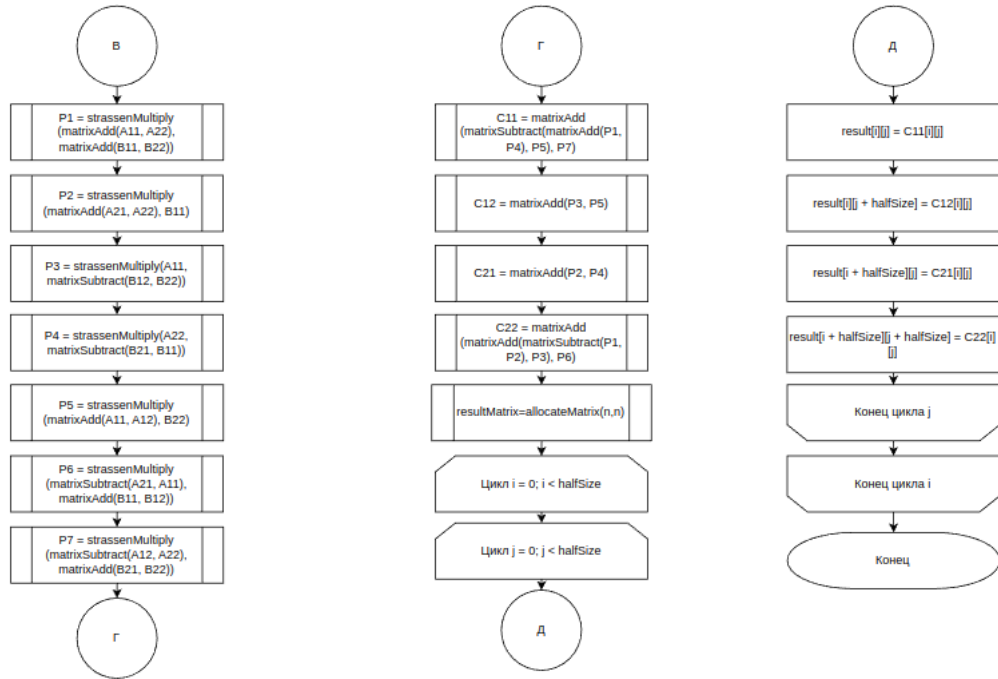 В
P1 = strassenMultiply
(matrixAdd(A11, A22),
matrixAdd(B11, B22))
P2 = strassenMultiply
(matrixAdd(A21, A22), B11)
P3 = strassenMultiply(A11,
matrixSubtract(B12, B22))
P4 = strassenMultiply(A22,
matrixSubtract(B21, B11))
P5 = strassenMultiply
(matrixAdd(A11, A12), B22)
P6 = strassenMultiply
(matrixSubtract(A21, A11),
matrixAdd(B11, B12))
P7 = strassenMultiply
(matrixSubtract(A12, A22),
matrixAdd(B21, B22))
Г
Г
C11 = matrixAdd
(matrixSubtract(matrixAdd(P1,
P4), P5), P7)
C12 = matrixAdd(P3, P5)
C21 = matrixAdd(P2, P4)
C22 = matrixAdd
(matrixAdd(matrixSubtract(P1,
P2), P3), P6)
resultMatrix=allocateMatrix(n,n)
Цикл i = 0; i < halfSize
Цикл j = 0; j < halfSize
Д
Д
result[i][j] = C11[i][j]
result[i][j + halfSize] = C12[i][j]
result[i + halfSize][j] = C21[i][j]
result[i + halfSize][j + halfSize] = C22[i]
[j]
Конец цикла j
Конец цикла i
Конец